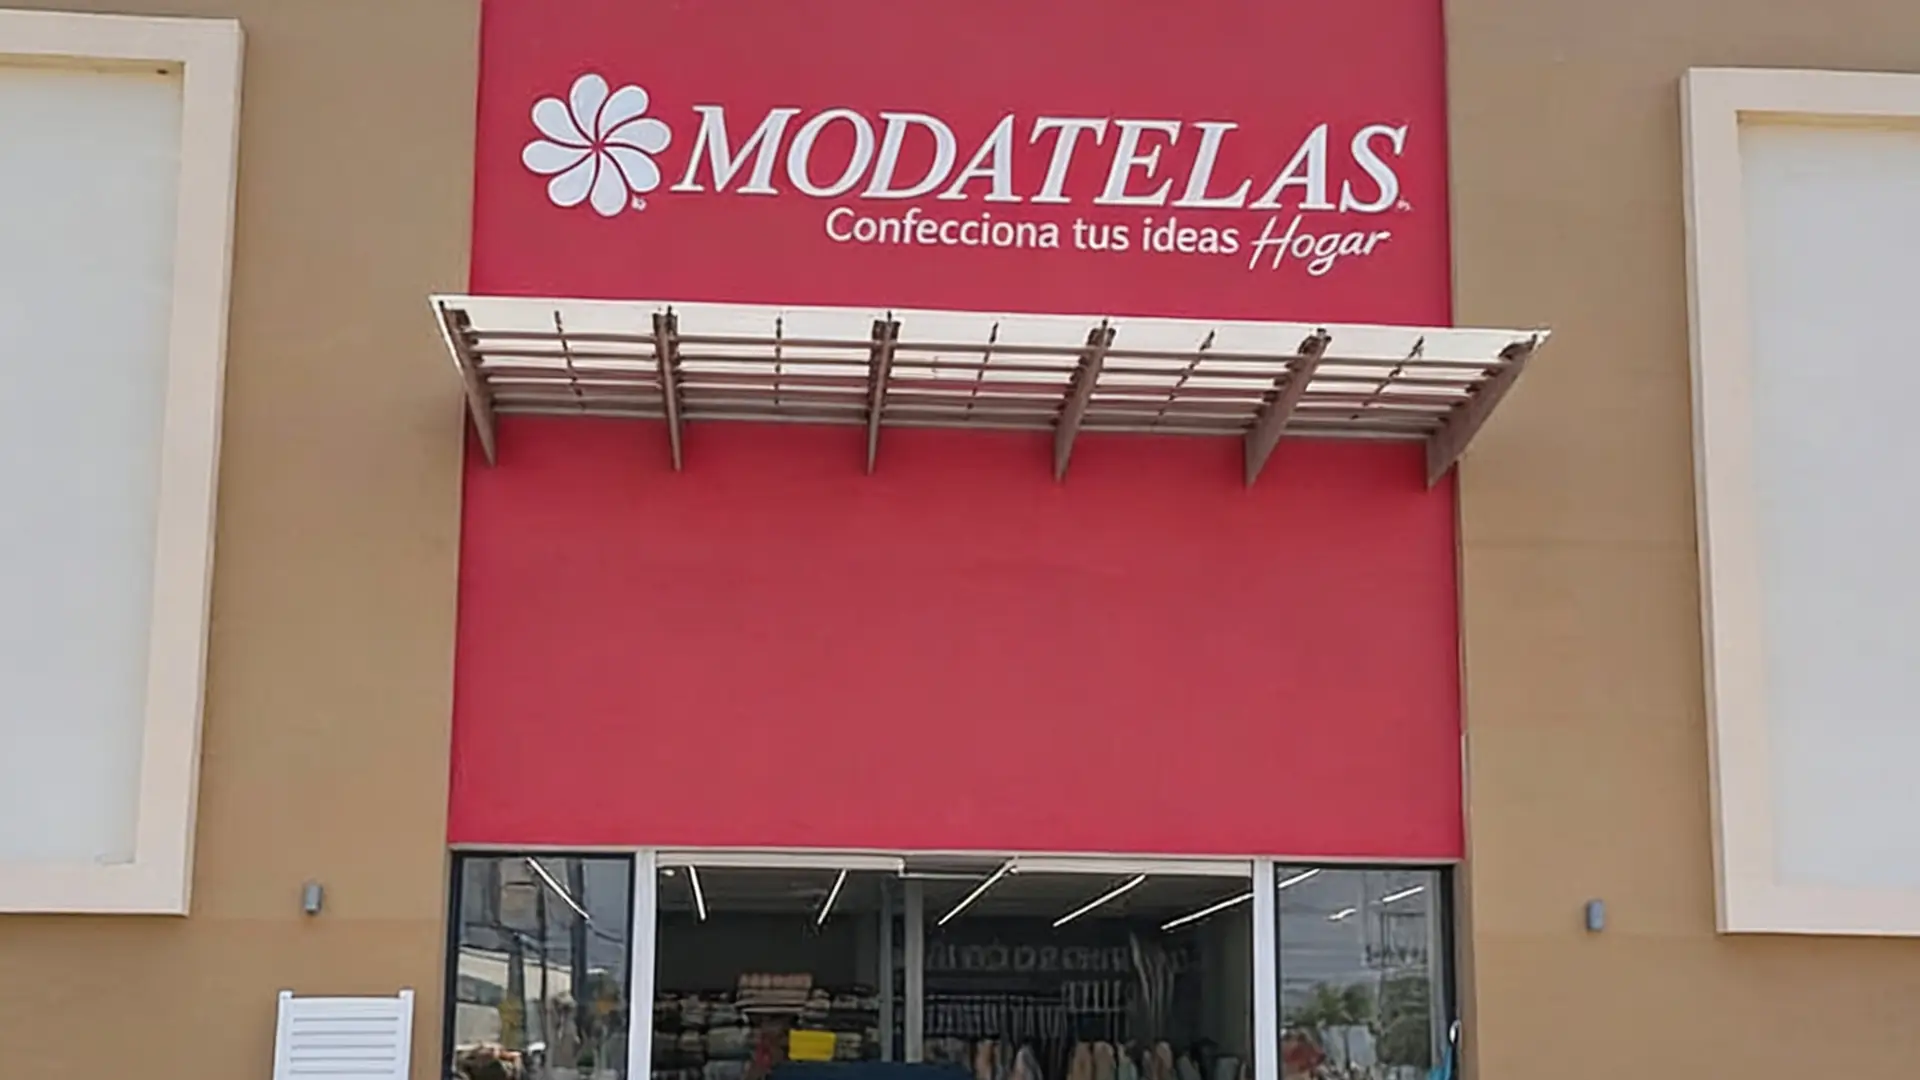 MODATELAS
Confecciona tus ideas Hogar